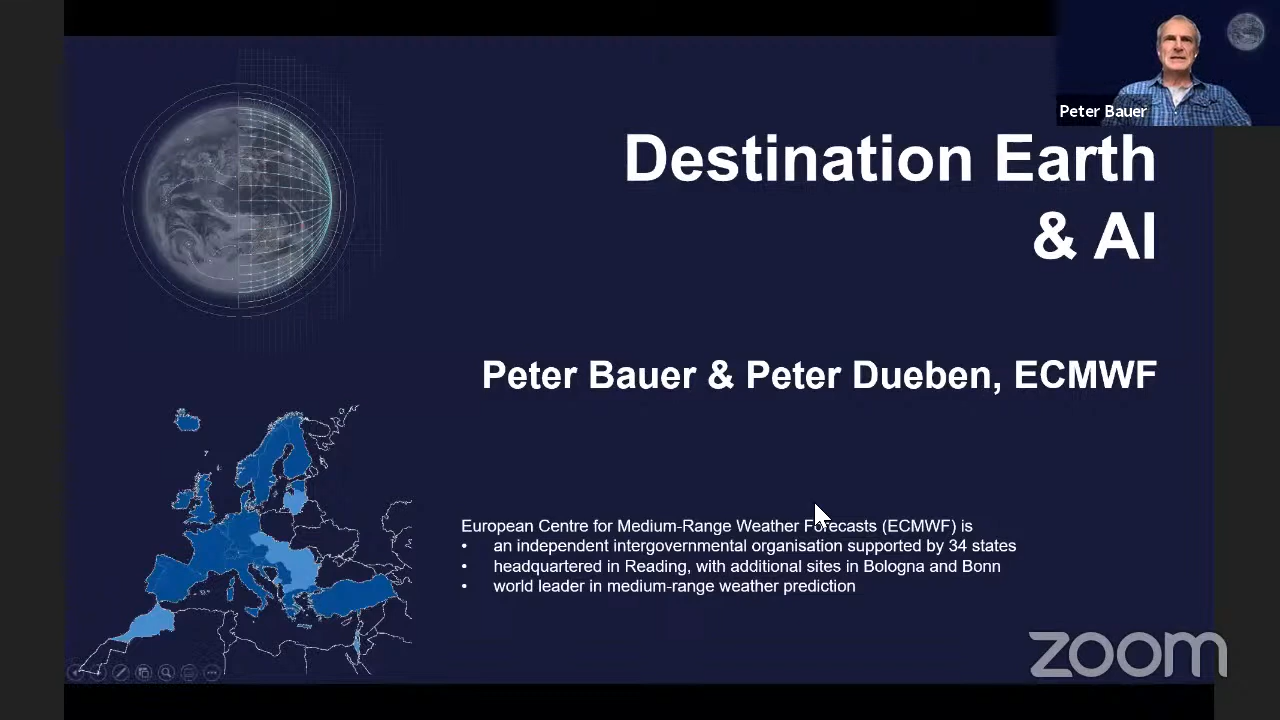 Peter Bauer
Destination Earth
& AI
Peter Bauer & Peter Dueben, ECMWF
European Centre for Medium-Range Weather Forecasts (ECMWF) is
• an independent intergovernmental organisation supported by 34 states
• headquartered in Reading, with additional sites in Bologna and Bonn
• world leader in medium-range weather prediction
zoom